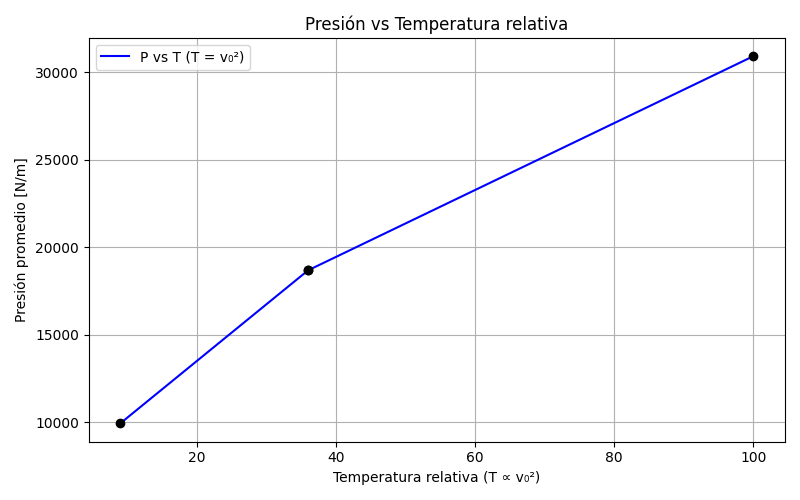 Presión vs Temperatura relativa
P vs T (T = v₀²)
30000
25000
20000
15000
10000
Presión promedio [N/m]
20 40 60 80 100
Temperatura relativa (T ∝ v₀²)